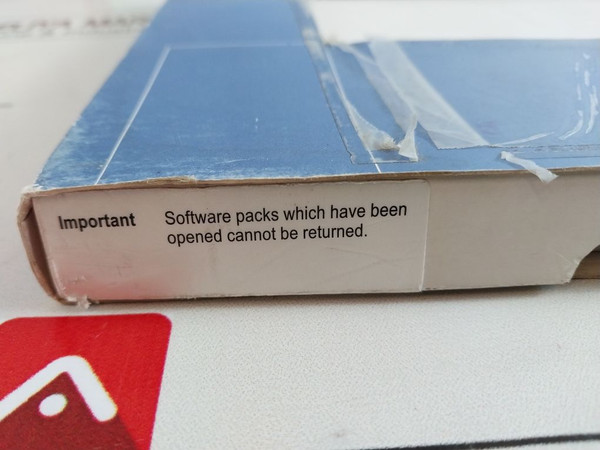 Important Software packs which have been
opened cannot be returned.